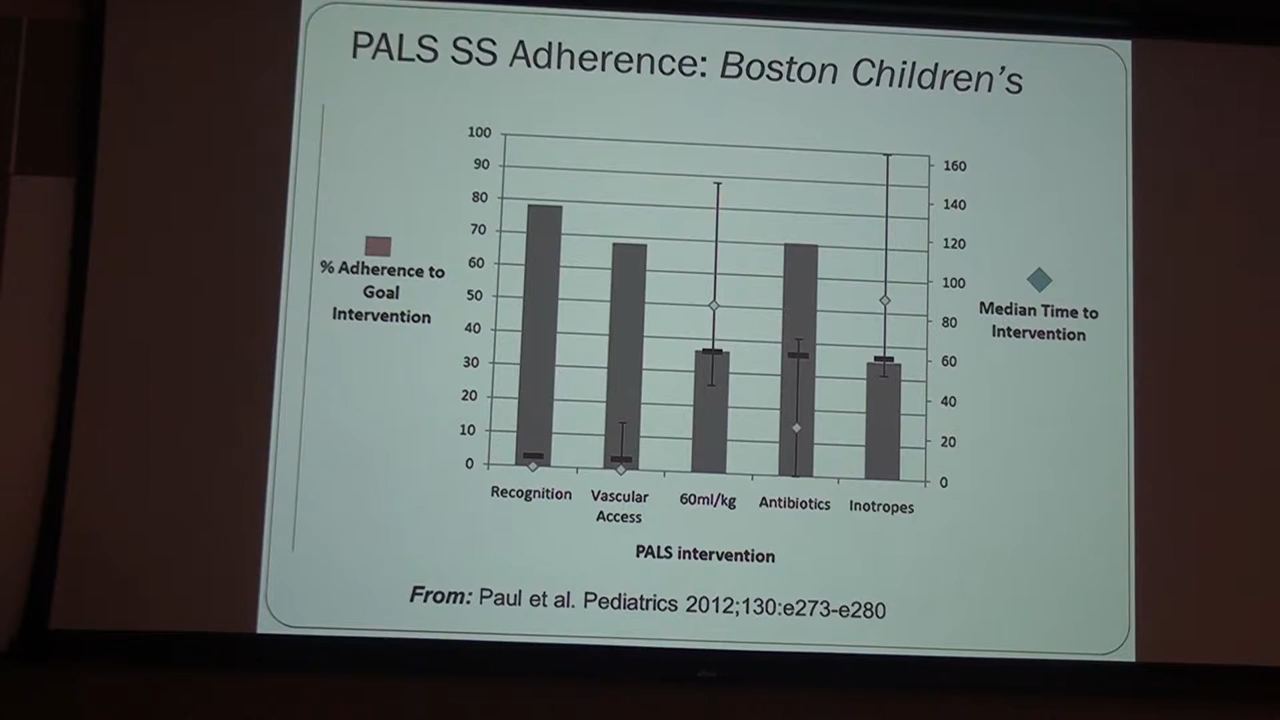 PALS SS Adherence: Boston Children's
100
90
80
70
60
50
40
30
20
10
0
160
140
120
100
80
60
40
20
0
% Adherence to
Goal
Intervention
Median Time to
Intervention
Recognition
Vascular
Access
60ml/kg
Antibiotics
Inotropes
PALS intervention
From: Paul et al. Pediatrics 2012;130:e273-e280